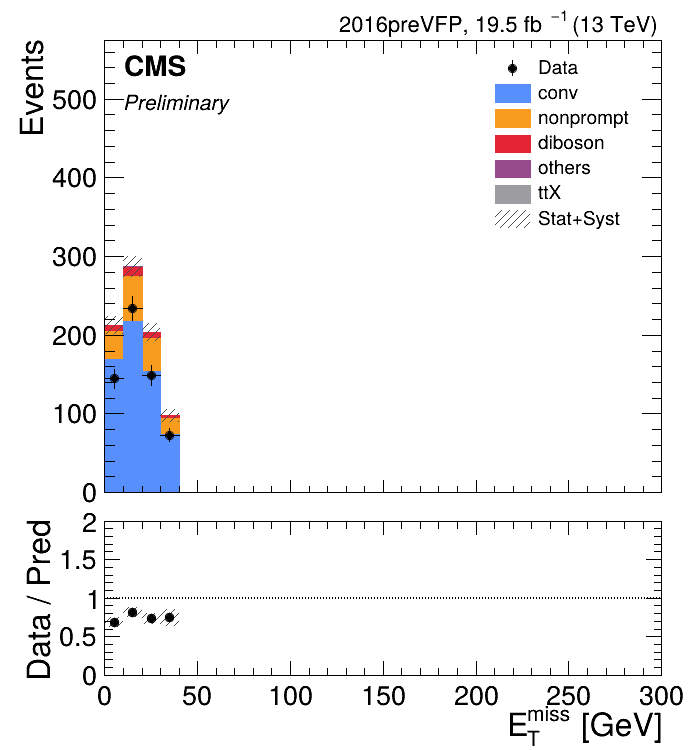 2016preVFP, 19.5 fb⁻¹ (13 TeV)
CMS
Preliminary
Events
500
400
300
200
100
0
Data
conv
nonprompt
diboson
others
ttX
Stat+Syst
Data / Pred
2
1.5
1
0.5
0
0 50 100 150 200 250 300
E_T^miss [GeV]